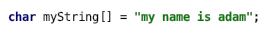 char myString[] = "my name is adam";